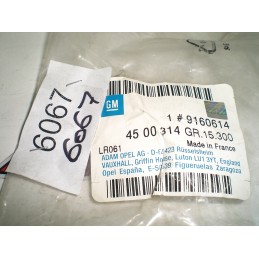 6067
6067
GM
1 # 9160614
45 00 314 GR.15.300
Made in France
LR061
ADAM OPEL AG - D-65423 Rüsselsheim
VAUXHALL, Griffin House, Luton LU1 3YT, England
Opel España, E-50639 Figueruelas Zaragoza